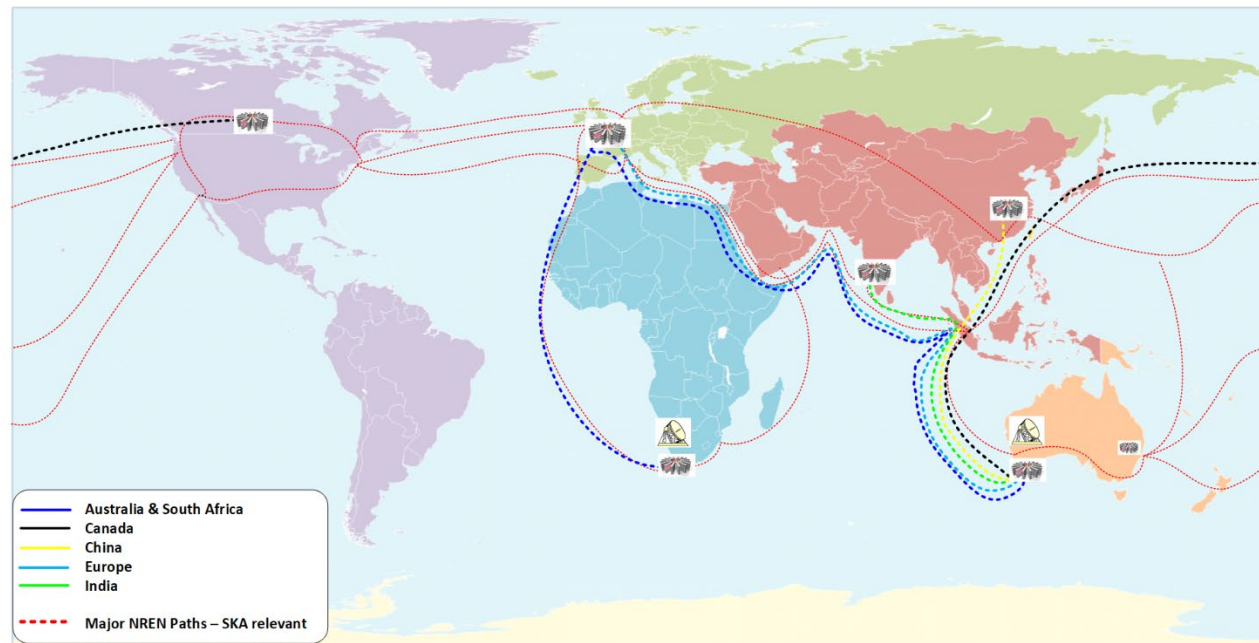 Australia & South Africa
Canada
China
Europe
India
Major NREN Paths – SKA relevant